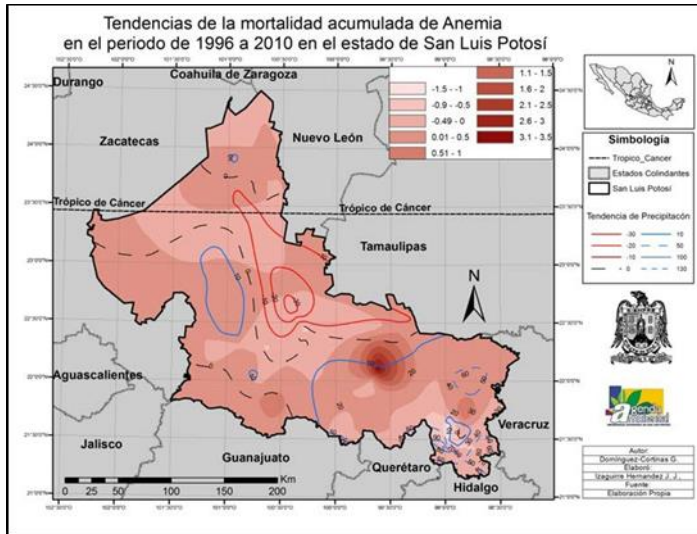 Tendencias de la mortalidad acumulada de Anemia
en el periodo de 1996 a 2010 en el estado de San Luis Potosí
Durango
Coahuila de Zaragoza
Zacatecas
Nuevo León
Trópico de Cáncer
Trópico de Cáncer
Tamaulipas
Aguascalientes
Jalisco
Guanajuato
Querétaro
Hidalgo
Veracruz
-1.5 - -1
-0.9 - -0.5
-0.49 - 0
0.01 - 0.5
0.51 - 1
1.1 - 1.5
1.6 - 2
2.1 - 2.5
2.6 - 3
3.1 - 3.5
N
N
Simbología
Tropico_Cancer
Estados Colindantes
San Luis Potosí
Tendencia de Precipitacón
-30
-20
-10
0
10
50
100
130
Km
0 25 50 100 150 200
Autor:
Domínguez-Cortinas G.
Elaboró:
Izaguirre Hernandez J. J.,
Fuente:
Elaboración Propia